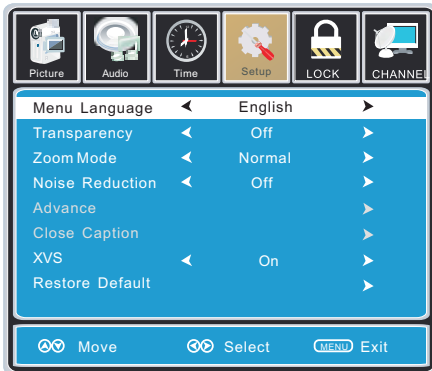 Picture Audio Time Setup LOCK CHANNEL
Menu Language English
Transparency Off
Zoom Mode Normal
Noise Reduction Off
Advance
Close Caption
XVS On
Restore Default
Move Select MENU Exit